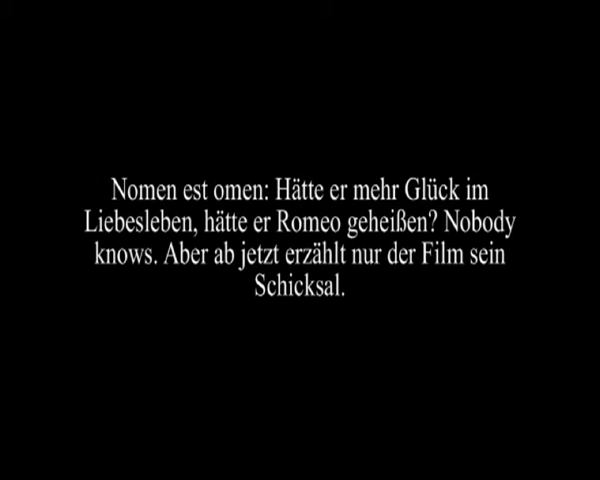 Nomen est omen: Hätte er mehr Glück im
Liebesleben, hätte er Romeo geheißen? Nobody
knows. Aber ab jetzt erzählt nur der Film sein
Schicksal.